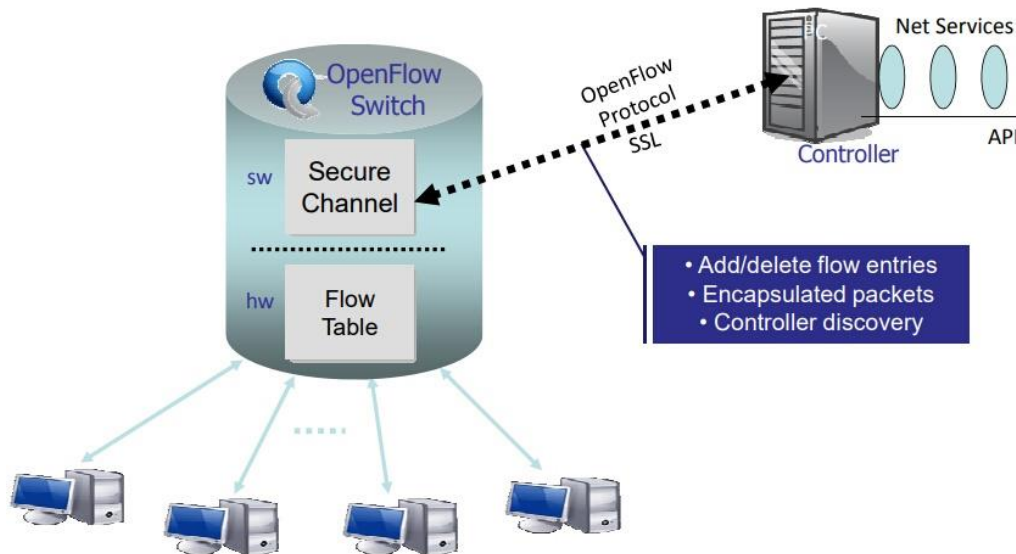 OpenFlow
Switch
sw
Secure
Channel
hw
Flow
Table
OpenFlow
Protocol
SSL
C
Net Services
API
Controller
• Add/delete flow entries
• Encapsulated packets
• Controller discovery